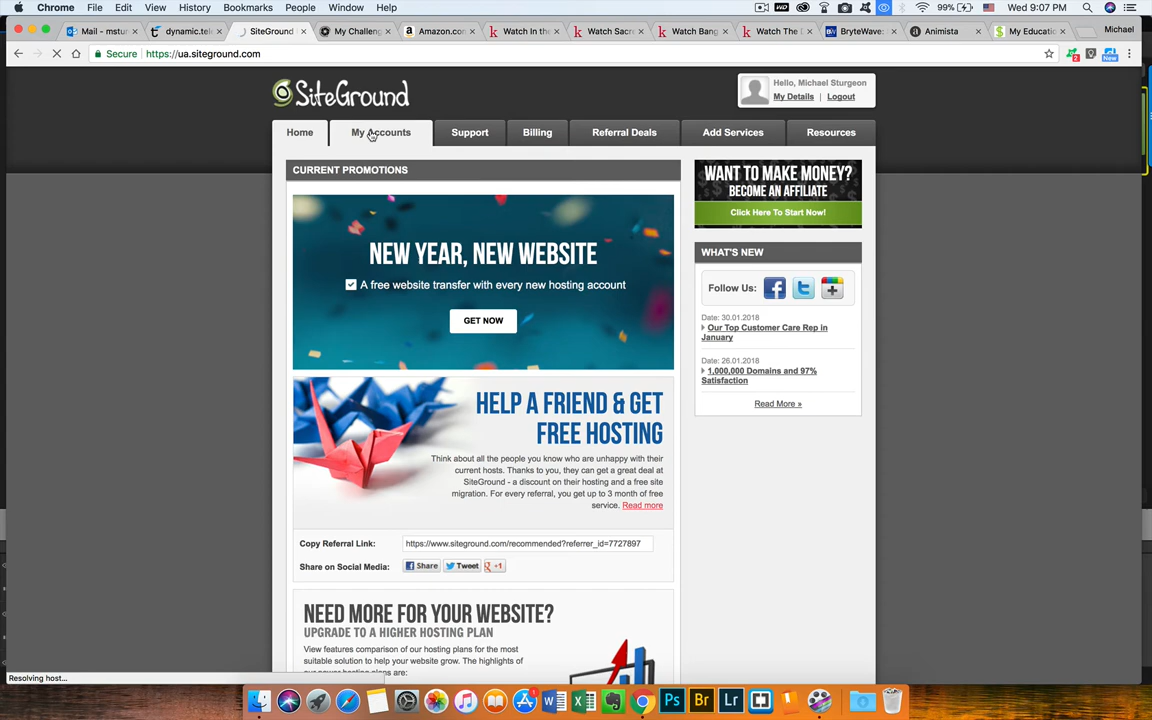 Chrome File Edit View History Bookmarks People Window Help 99% Wed 9:07 PM
Mail - mstur dynamic.tele SiteGround My Challeng Amazon.com Watch In the Watch Sacre Watch Bang Watch The BryteWaves Animista My Educatio Michael
Secure https://ua.siteground.com New
SiteGround
Hello, Michael Sturgeon
My Details | Logout
Home My Accounts Support Billing Referral Deals Add Services Resources
CURRENT PROMOTIONS
NEW YEAR, NEW WEBSITE
A free website transfer with every new hosting account
GET NOW
HELP A FRIEND & GET
FREE HOSTING
Think about all the people you know who are unhappy with their
current hosts. Thanks to you, they can get a great deal at
SiteGround - a discount on their hosting and a free site
migration. For every referral, you get up to 3 month of free
service. Read more
Copy Referral Link: https://www.siteground.com/recommended?referrer_id=7727897
Share on Social Media: Share Tweet +1
NEED MORE FOR YOUR WEBSITE?
UPGRADE TO A HIGHER HOSTING PLAN
View features comparison of our hosting plans for the most
suitable solution to help your website grow. The highlights of
WANT TO MAKE MONEY?
BECOME AN AFFILIATE
Click Here To Start Now!
WHAT'S NEW
Follow Us:
Date: 30.01.2018
Our Top Customer Care Rep in
January
Date: 26.01.2018
1,000,000 Domains and 97%
Satisfaction
Read More »
Resolving host...
Ps Br Lr